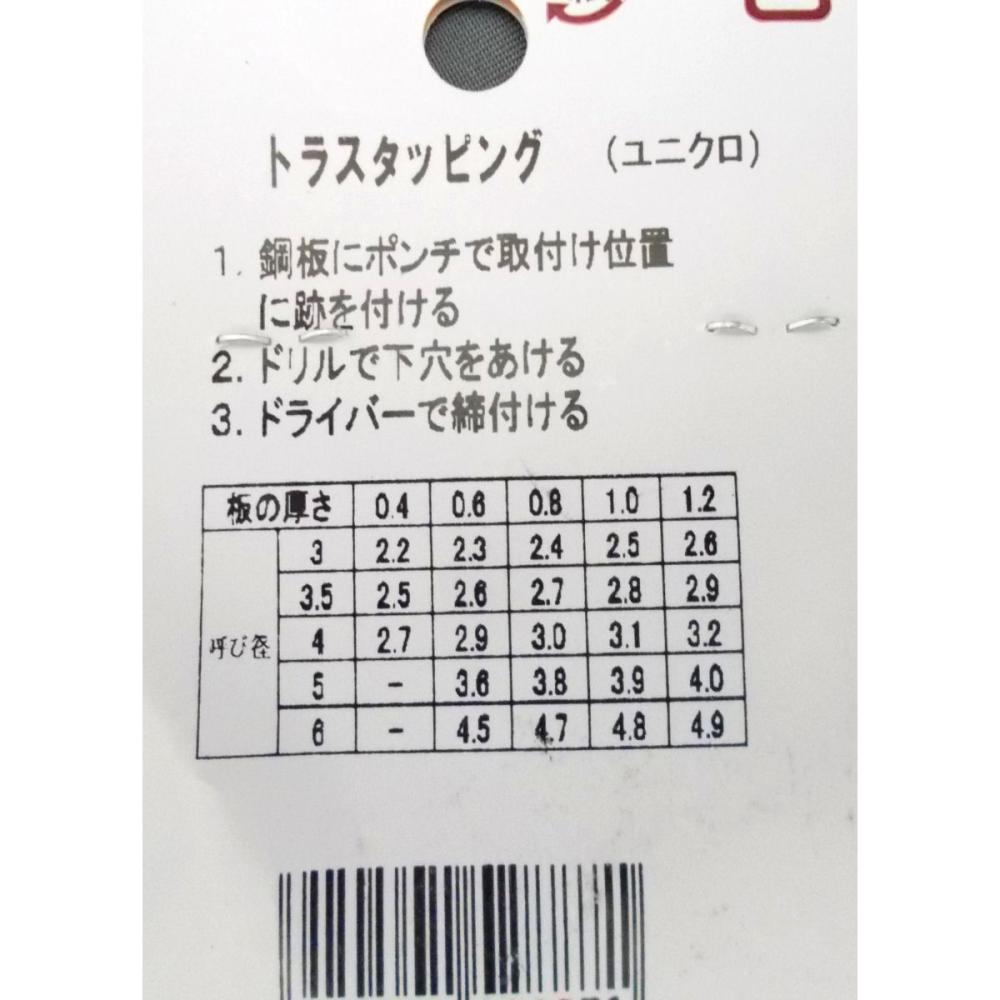 トラスタッピング （ユニクロ）
1. 鋼板にポンチで取付け位置
に跡を付ける
2. ドリルで下穴をあける
3. ドライバーで締付ける
板の厚さ 0.4 0.6 0.8 1.0 1.2
3 2.2 2.3 2.4 2.5 2.6
3.5 2.5 2.6 2.7 2.8 2.9
呼び径 4 2.7 2.9 3.0 3.1 3.2
5 - 3.6 3.8 3.9 4.0
6 - 4.5 4.7 4.8 4.9